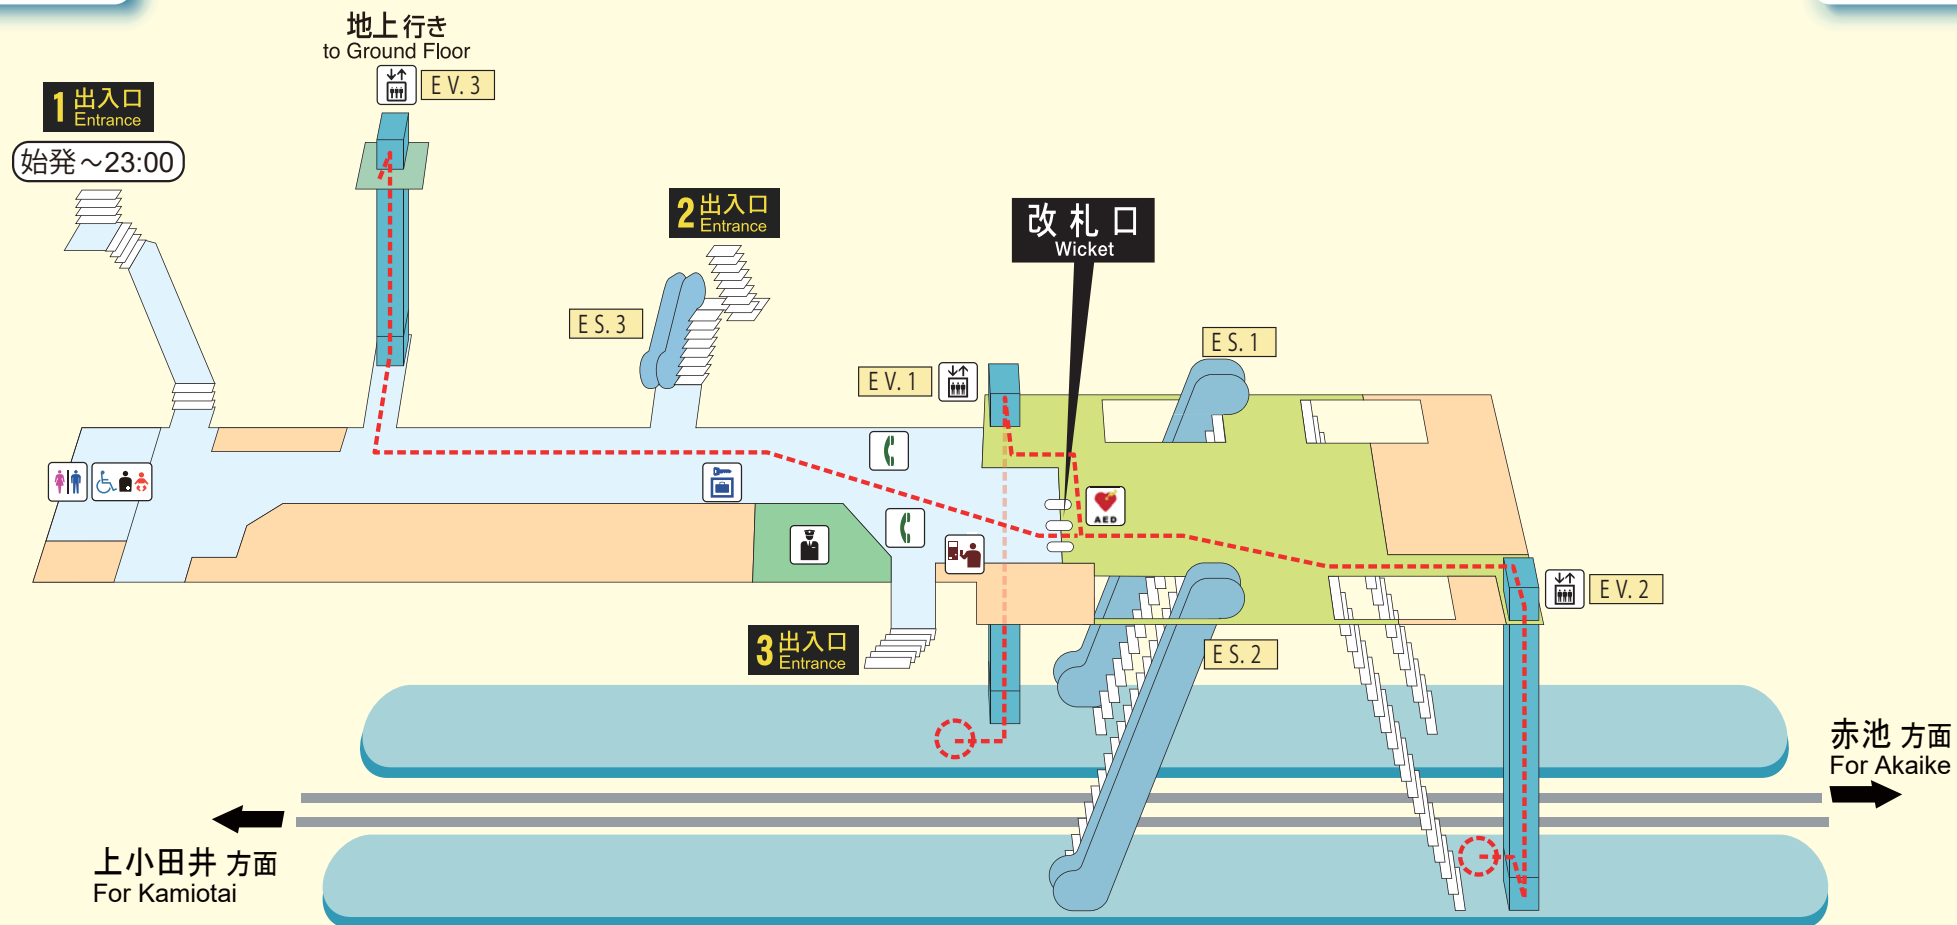 地上 行き
to Ground Floor
EV. 3
1 出入口
Entrance
始発～23:00
2 出入口
Entrance
改札口
Wicket
ES. 3
ES. 1
EV. 1
AED
EV. 2
3 出入口
Entrance
ES. 2
赤池 方面
For Akaike
上小田井 方面
For Kamiotai